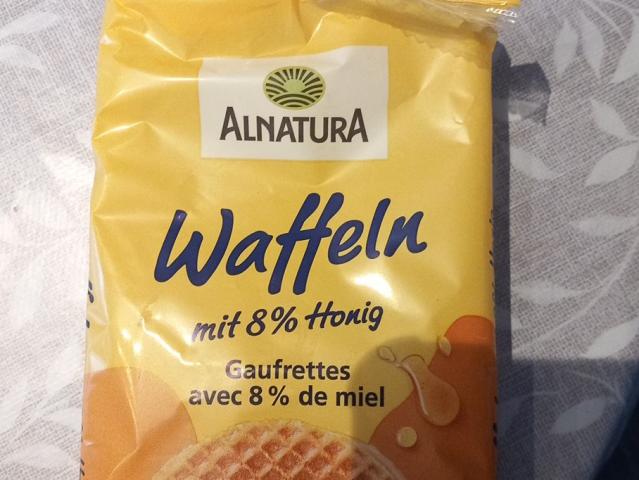 ALNATURA
Waffeln
mit 8% Honig
Gaufrettes
avec 8% de miel